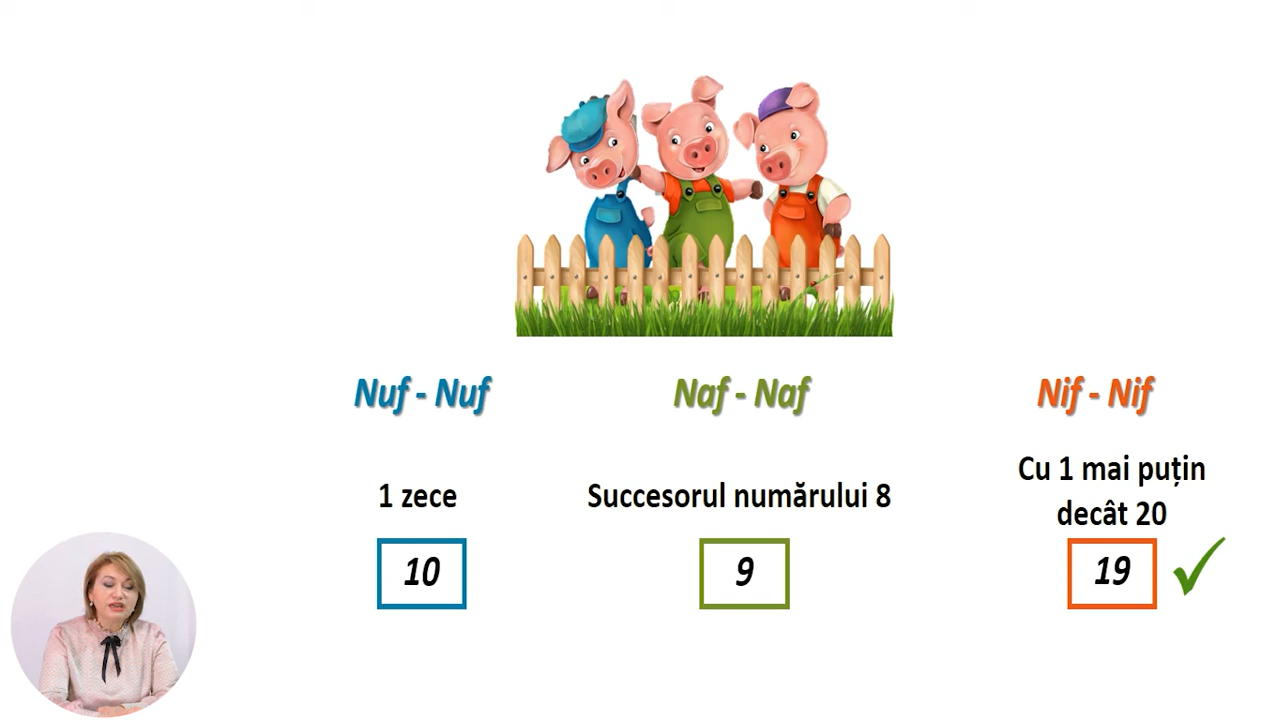 Nuf - Nuf
Naf - Naf
Nif - Nif
1 zece
Succesorul numărului 8
Cu 1 mai puțin
decât 20
10
9
19